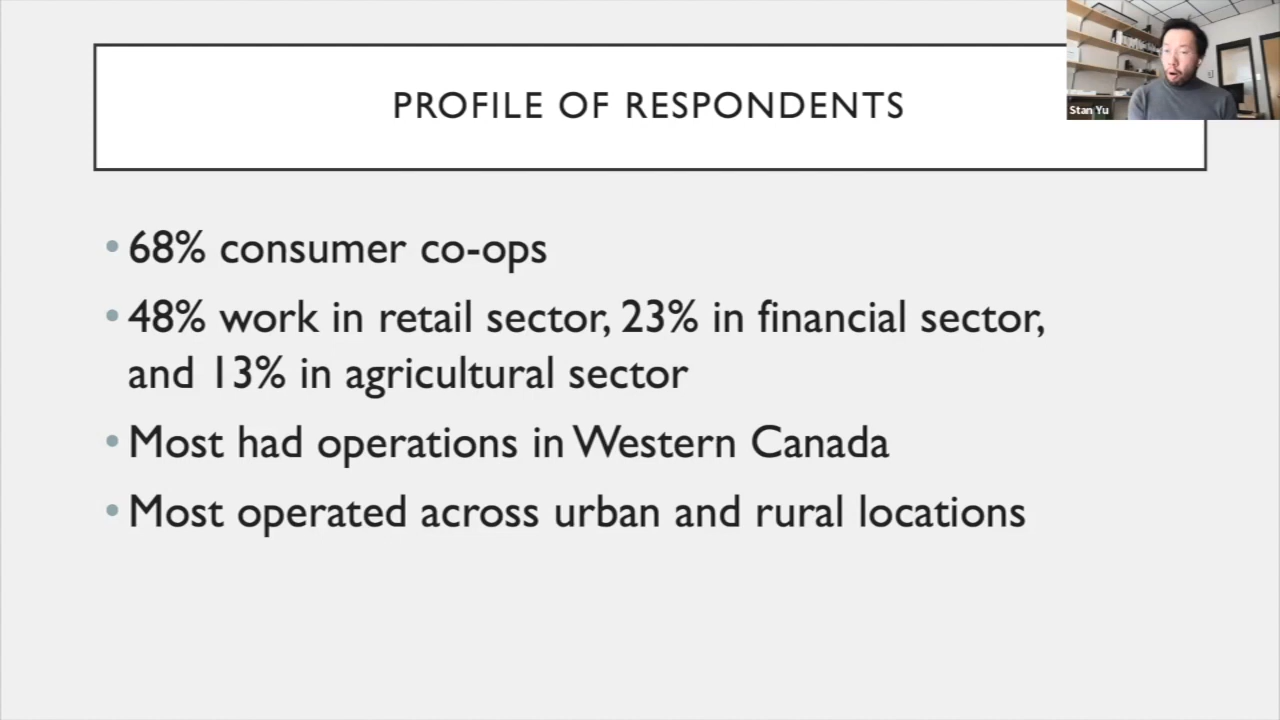 PROFILE OF RESPONDENTS
Stan Yu
• 68% consumer co-ops
• 48% work in retail sector, 23% in financial sector,
and 13% in agricultural sector
• Most had operations in Western Canada
• Most operated across urban and rural locations